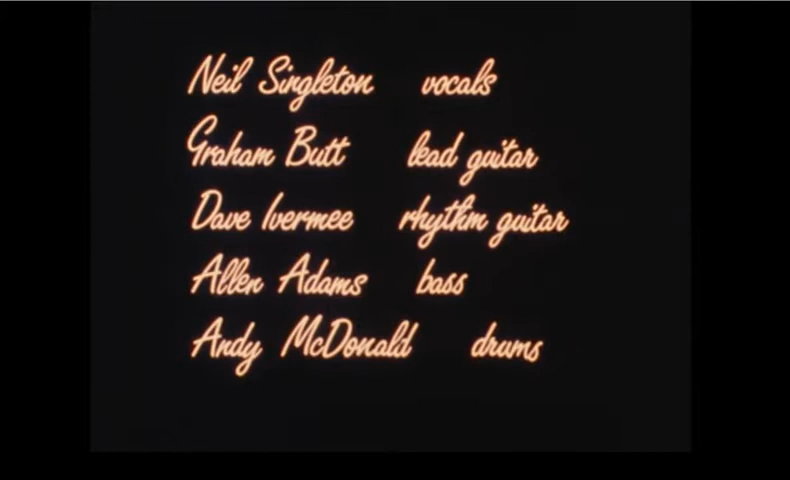 Neil Singleton vocals
Graham Butt lead guitar
Dave Ivermee rhythm guitar
Allen Adams bass
Andy McDonald drums